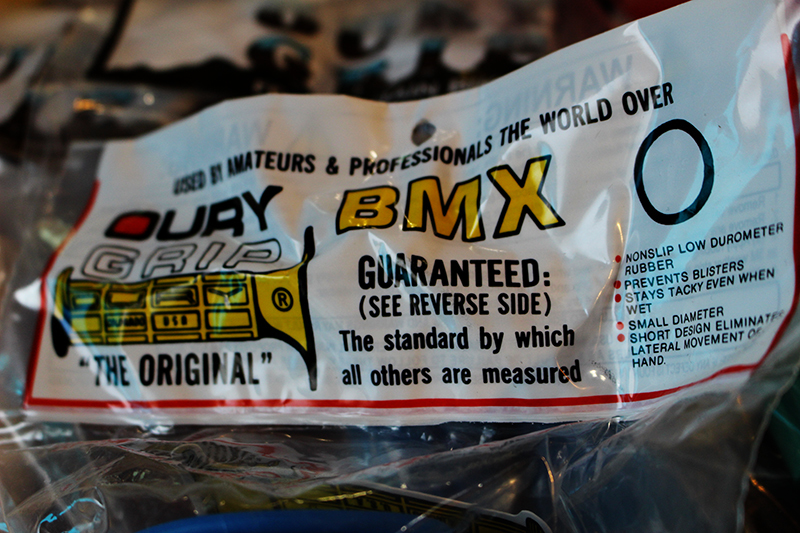 USED BY AMATEURS & PROFESSIONALS THE WORLD OVER
OURY
GRIP
®
"THE ORIGINAL"
BMX
GUARANTEED:
(SEE REVERSE SIDE)
The standard by which
all others are measured
NONSLIP LOW DUROMETER
RUBBER
PREVENTS BLISTERS
STAYS TACKY EVEN WHEN
WET
SMALL DIAMETER
SHORT DESIGN ELIMINATES
LATERAL MOVEMENT OF
HAND.